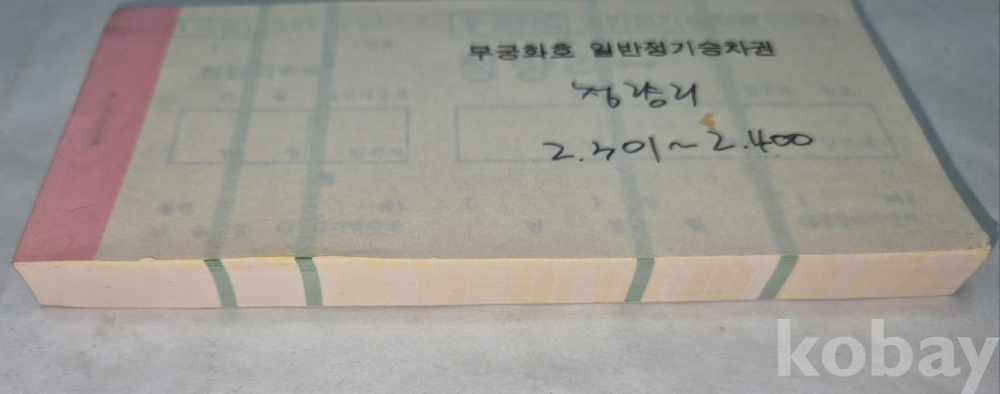 무궁화호 일반정기승차권
청량리
2.301~2.400
kobay